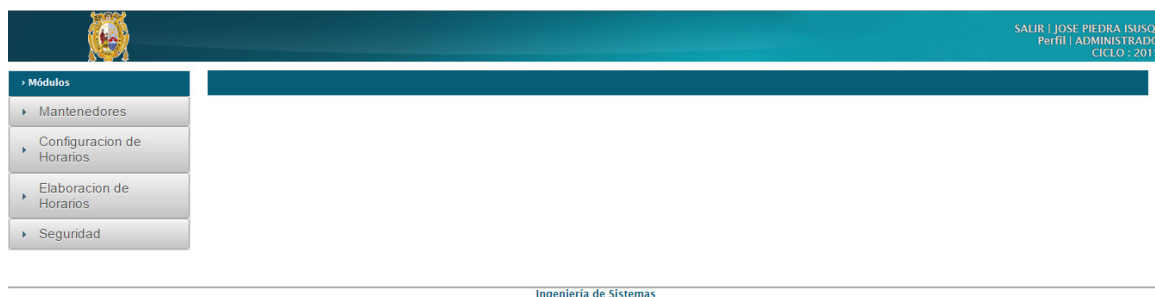 SALIR | JOSE PIEDRA ISUSQ
Perfil | ADMINISTRADO
CICLO : 201
› Módulos
Mantenedores
Configuracion de
Horarios
Elaboracion de
Horarios
Seguridad
Ingeniería de Sistemas